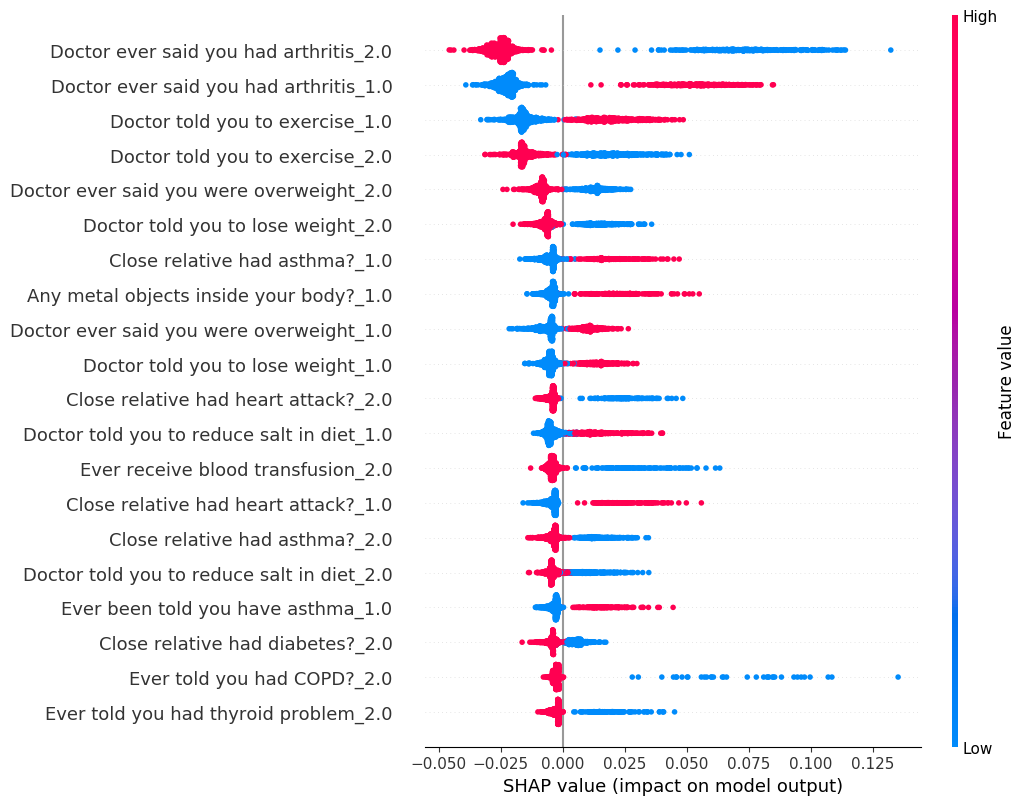 High
Doctor ever said you had arthritis_2.0
Doctor ever said you had arthritis_1.0
Doctor told you to exercise_1.0
Doctor told you to exercise_2.0
Doctor ever said you were overweight_2.0
Doctor told you to lose weight_2.0
Close relative had asthma?_1.0
Any metal objects inside your body?_1.0
Doctor ever said you were overweight_1.0
Doctor told you to lose weight_1.0
Close relative had heart attack?_2.0
Doctor told you to reduce salt in diet_1.0
Ever receive blood transfusion_2.0
Close relative had heart attack?_1.0
Close relative had asthma?_2.0
Doctor told you to reduce salt in diet_2.0
Ever been told you have asthma_1.0
Close relative had diabetes?_2.0
Ever told you had COPD?_2.0
Ever told you had thyroid problem_2.0
Feature value
Low
−0.050 −0.025 0.000 0.025 0.050 0.075 0.100 0.125
SHAP value (impact on model output)